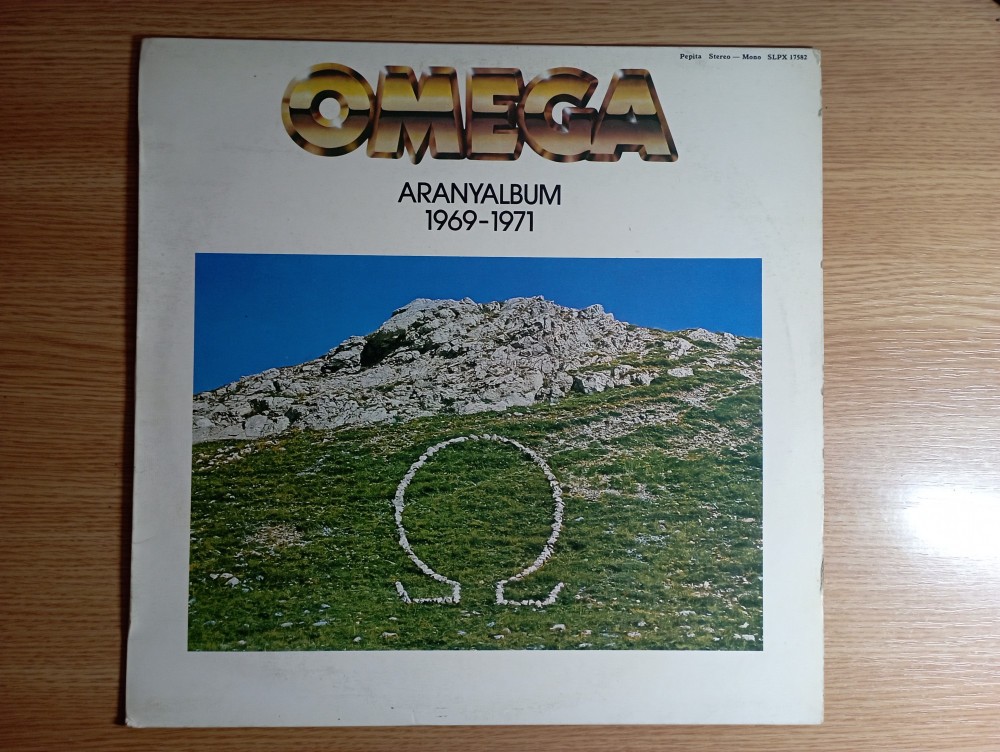 Pepita Stereo — Mono SLPX 17582
OMEGA
ARANYALBUM
1969-1971